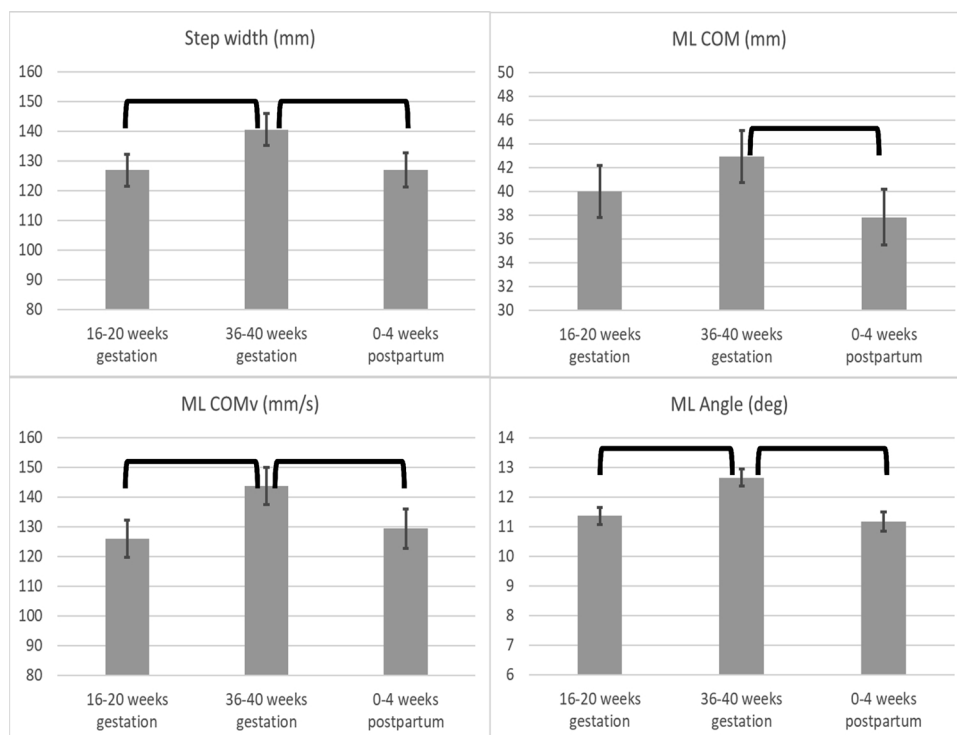 Step width (mm)
160
150
140
130
120
110
100
90
80
16-20 weeks
gestation
36-40 weeks
gestation
0-4 weeks
postpartum
ML COM (mm)
50
48
46
44
42
40
38
36
34
32
30
16-20 weeks
gestation
36-40 weeks
gestation
0-4 weeks
postpartum
ML COMv (mm/s)
160
150
140
130
120
110
100
90
80
16-20 weeks
gestation
36-40 weeks
gestation
0-4 weeks
postpartum
ML Angle (deg)
14
13
12
11
10
9
8
7
6
16-20 weeks
gestation
36-40 weeks
gestation
0-4 weeks
postpartum